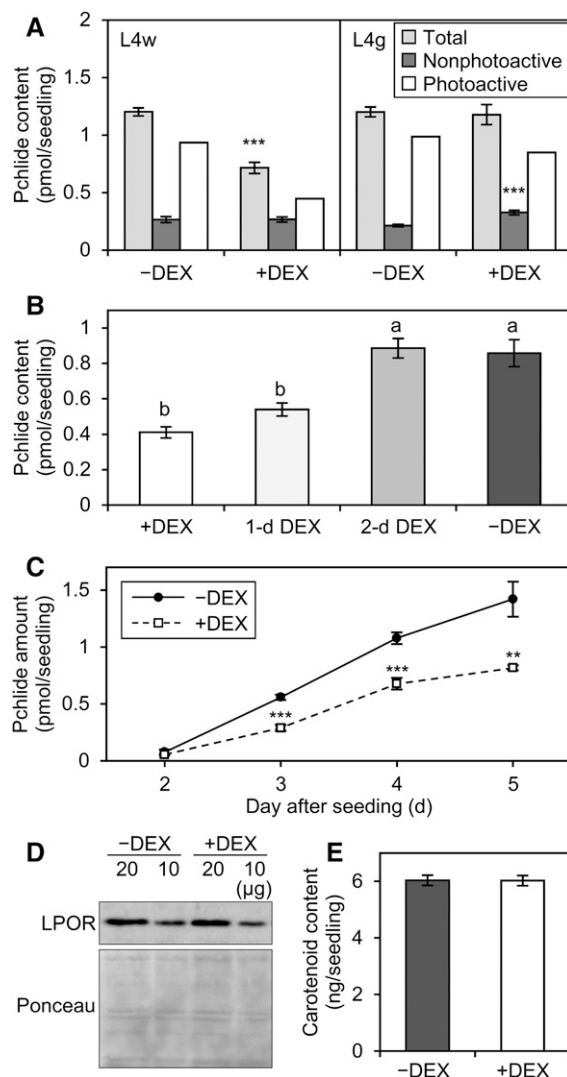 A
L4w
L4g
Total
Nonphotoactive
Photoactive
Pchlide content
(pmol/seedling)
2
1.5
1
0.5
0
***
***
−DEX
+DEX
−DEX
+DEX
B
Pchlide content
(pmol/seedling)
1
0.8
0.6
0.4
0.2
0
b
b
a
a
+DEX
1-d DEX
2-d DEX
−DEX
C
−DEX
+DEX
Pchlide amount
(pmol/seedling)
1.5
1
0.5
0
***
***
**
2
3
4
5
Day after seeding (d)
D
−DEX +DEX
20 10 20 10
(μg)
LPOR
Ponceau
E
Carotenoid content
(ng/seedling)
6
4
2
0
−DEX
+DEX